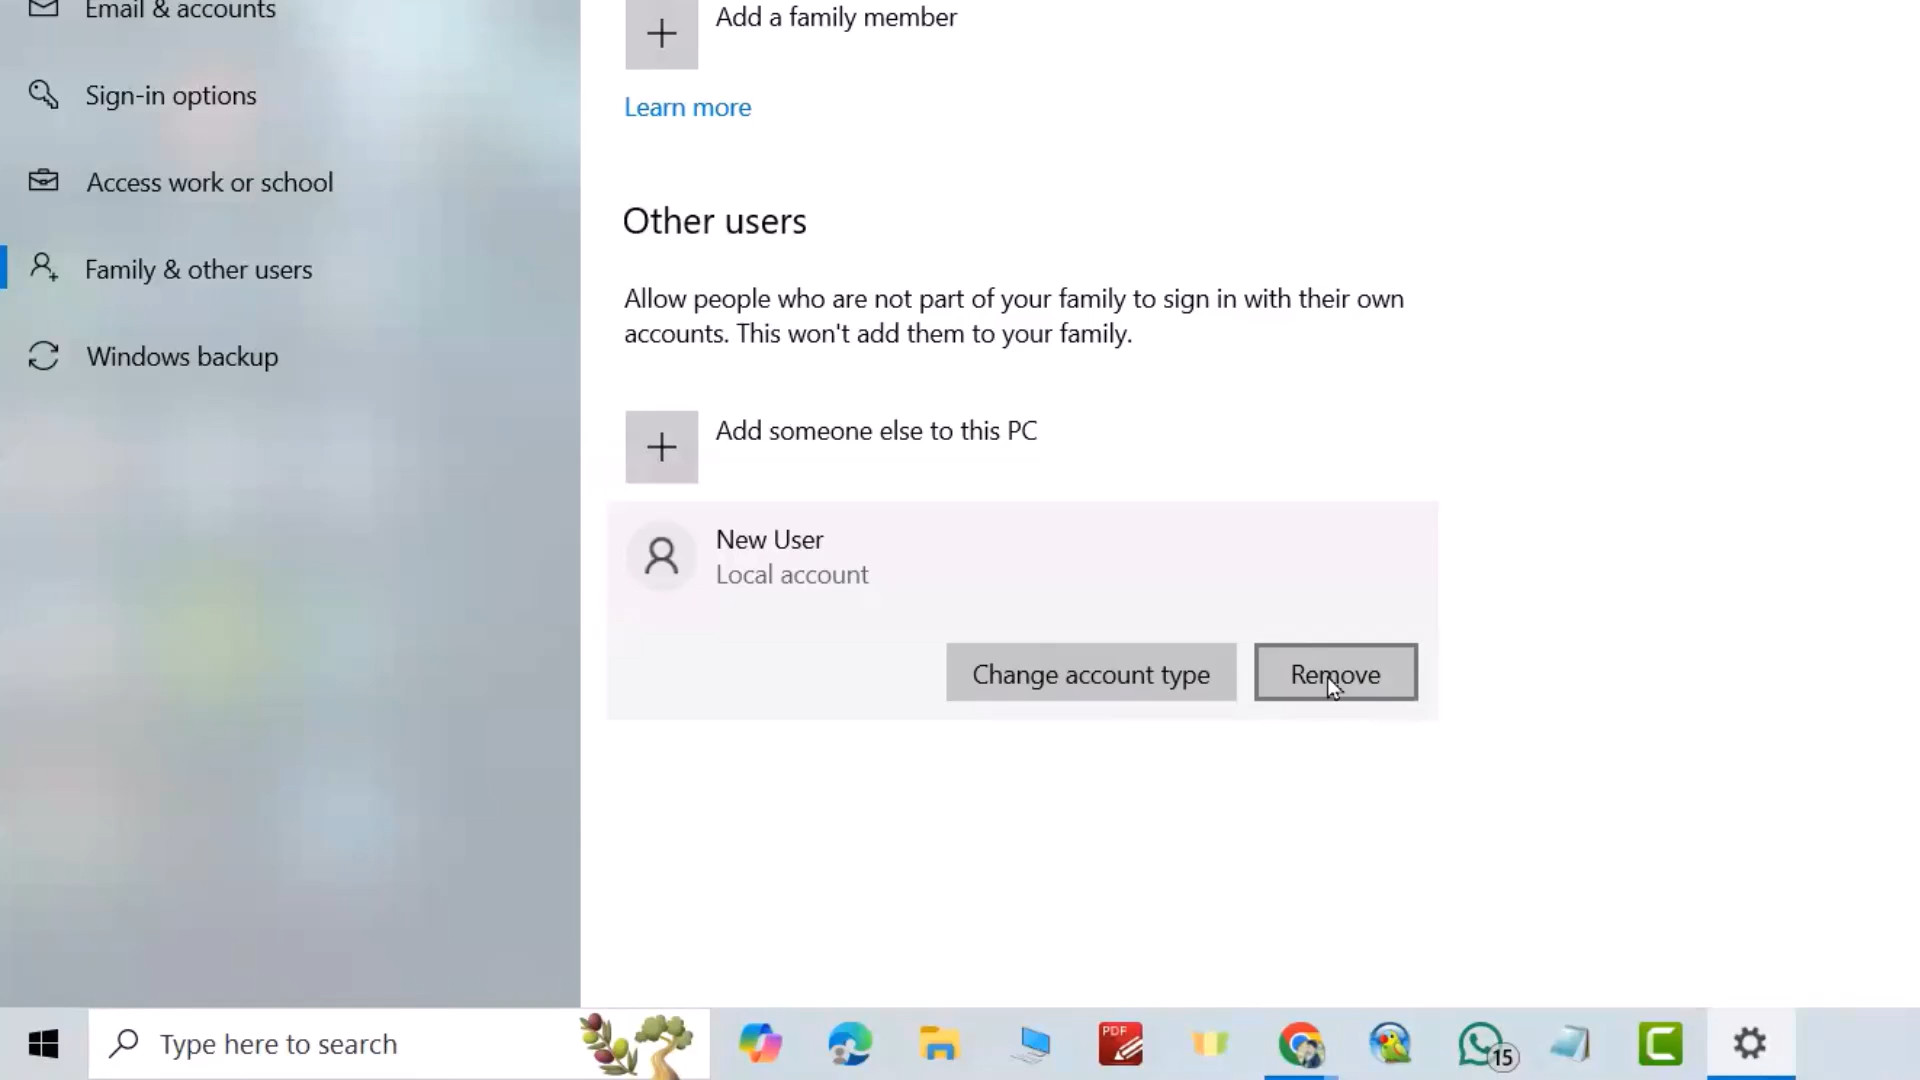 Email & accounts
Sign-in options
Access work or school
Family & other users
Windows backup
Add a family member
Learn more
Other users
Allow people who are not part of your family to sign in with their own
accounts. This won't add them to your family.
Add someone else to this PC
New User
Local account
Change account type
Remove
Type here to search
PDF
15